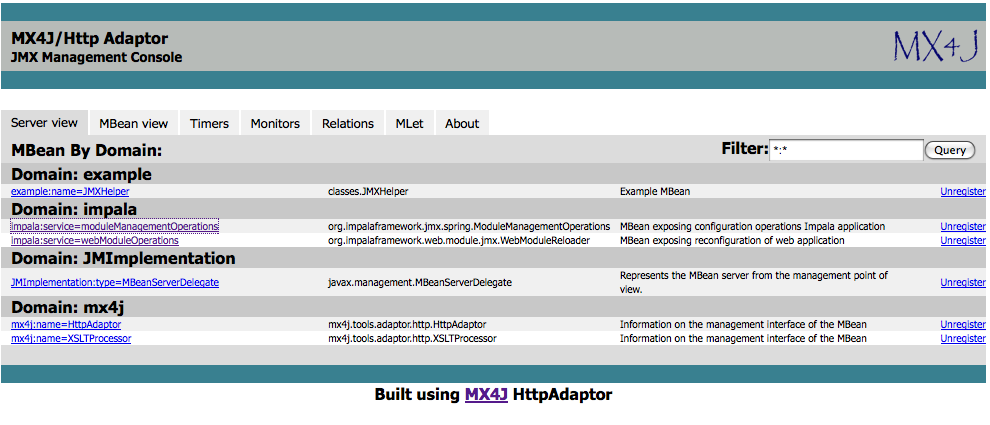 MX4J/Http Adaptor
JMX Management Console
MX4J
Server view MBean view Timers Monitors Relations MLet About
MBean By Domain: Filter: *:* Query
Domain: example
example:name=JMXHelper classes.JMXHelper Example MBean Unregister
Domain: impala
impala:service=moduleManagementOperations org.impalaframework.jmx.spring.ModuleManagementOperations MBean exposing configuration operations Impala application Unregister
impala:service=webModuleOperations org.impalaframework.web.module.jmx.WebModuleReloader MBean exposing reconfiguration of web application Unregister
Domain: JMImplementation
JMImplementation:type=MBeanServerDelegate javax.management.MBeanServerDelegate Represents the MBean server from the management point of Unregister
view.
Domain: mx4j
mx4j:name=HttpAdaptor mx4j.tools.adaptor.http.HttpAdaptor Information on the management interface of the MBean Unregister
mx4j:name=XSLTProcessor mx4j.tools.adaptor.http.XSLTProcessor Information on the management interface of the MBean Unregister
Built using MX4J HttpAdaptor